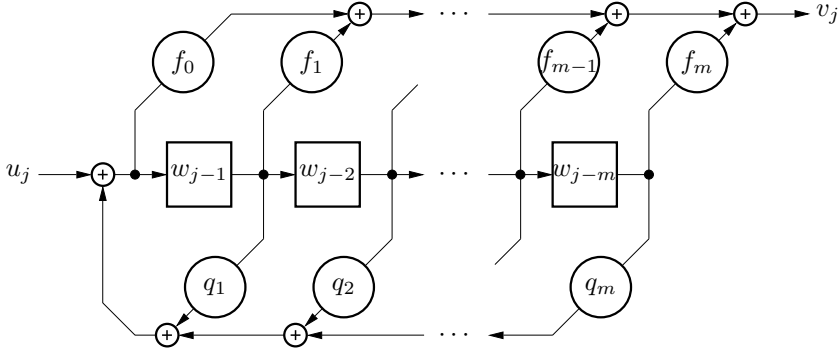 ⋯ v_j
f_0 f_1 f_{m−1} f_m
u_j w_{j−1} w_{j−2} ⋯ w_{j−m}
q_1 q_2 q_m
⋯